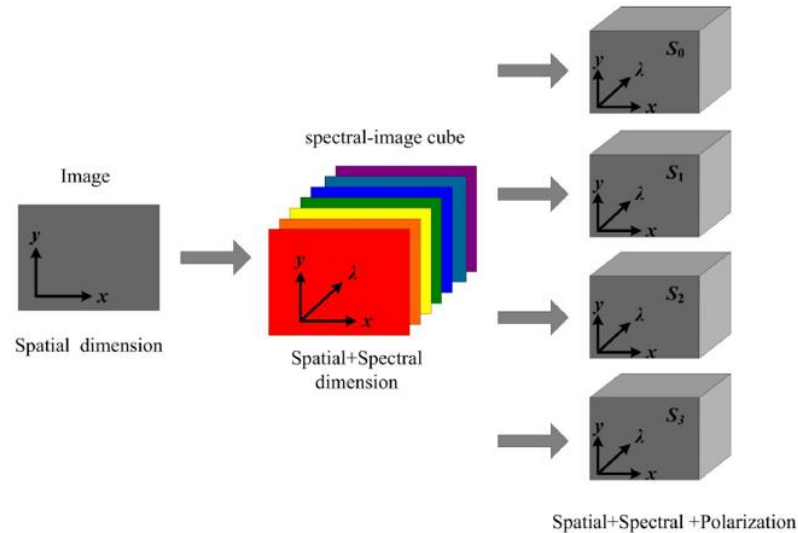 Image
y
x
Spatial dimension
spectral-image cube
y
λ
x
Spatial+Spectral
dimension
S0
y
λ
x
S1
y
λ
x
S2
y
λ
x
S3
y
λ
x
Spatial+Spectral +Polarization